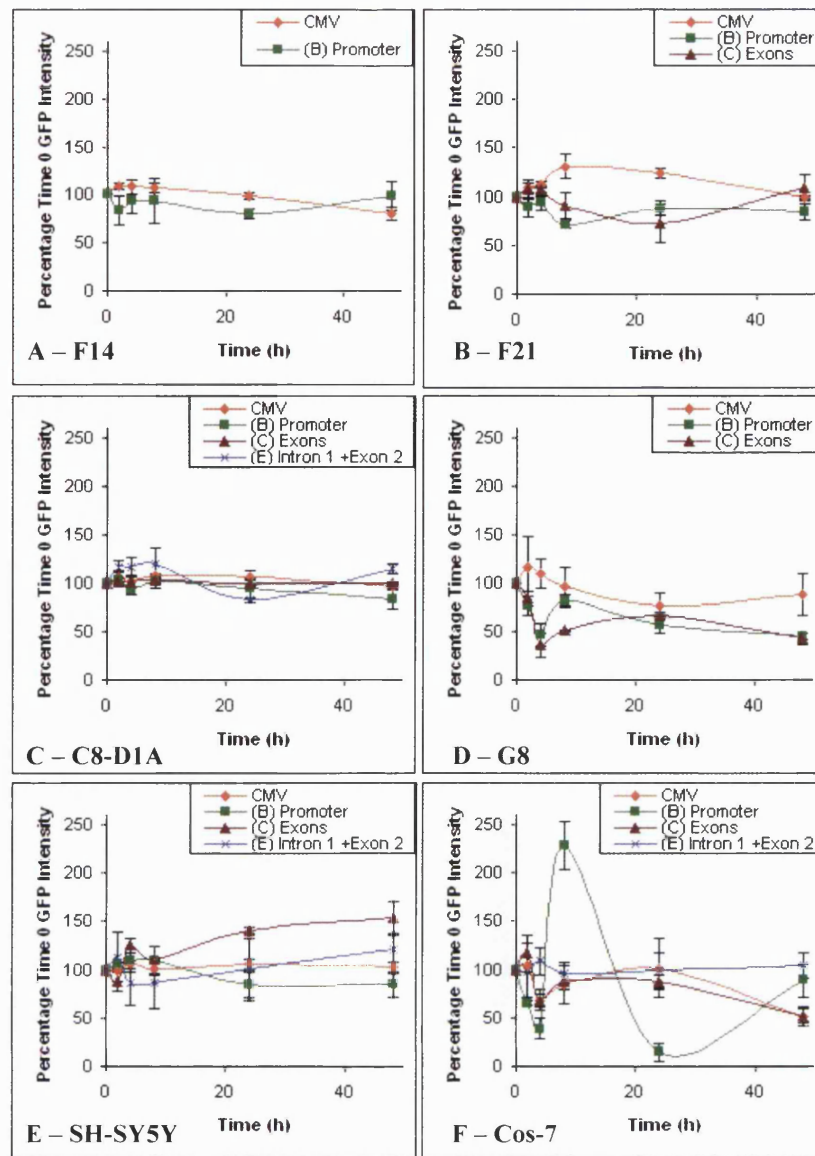 CMV
(B) Promoter
Percentage Time 0 GFP Intensity
250
200
150
100
50
0
0
20
40
Time (h)
A – F14
CMV
(B) Promoter
(C) Exons
Percentage Time 0 GFP Intensity
250
200
150
100
50
0
0
20
40
Time (h)
B – F21
CMV
(B) Promoter
(C) Exons
(E) Intron 1 +Exon 2
Percentage Time 0 GFP Intensity
250
200
150
100
50
0
0
20
40
Time (h)
C – C8-D1A
CMV
(B) Promoter
(C) Exons
Percentage Time 0 GFP Intensity
250
200
150
100
50
0
0
20
40
Time (h)
D – G8
CMV
(B) Promoter
(C) Exons
(E) Intron 1 +Exon 2
Percentage Time 0 GFP Intensity
250
200
150
100
50
0
0
20
40
Time (h)
E – SH-SY5Y
CMV
(B) Promoter
(C) Exons
(E) Intron 1 +Exon 2
Percentage Time 0 GFP Intensity
250
200
150
100
50
0
0
20
40
Time (h)
F – Cos-7